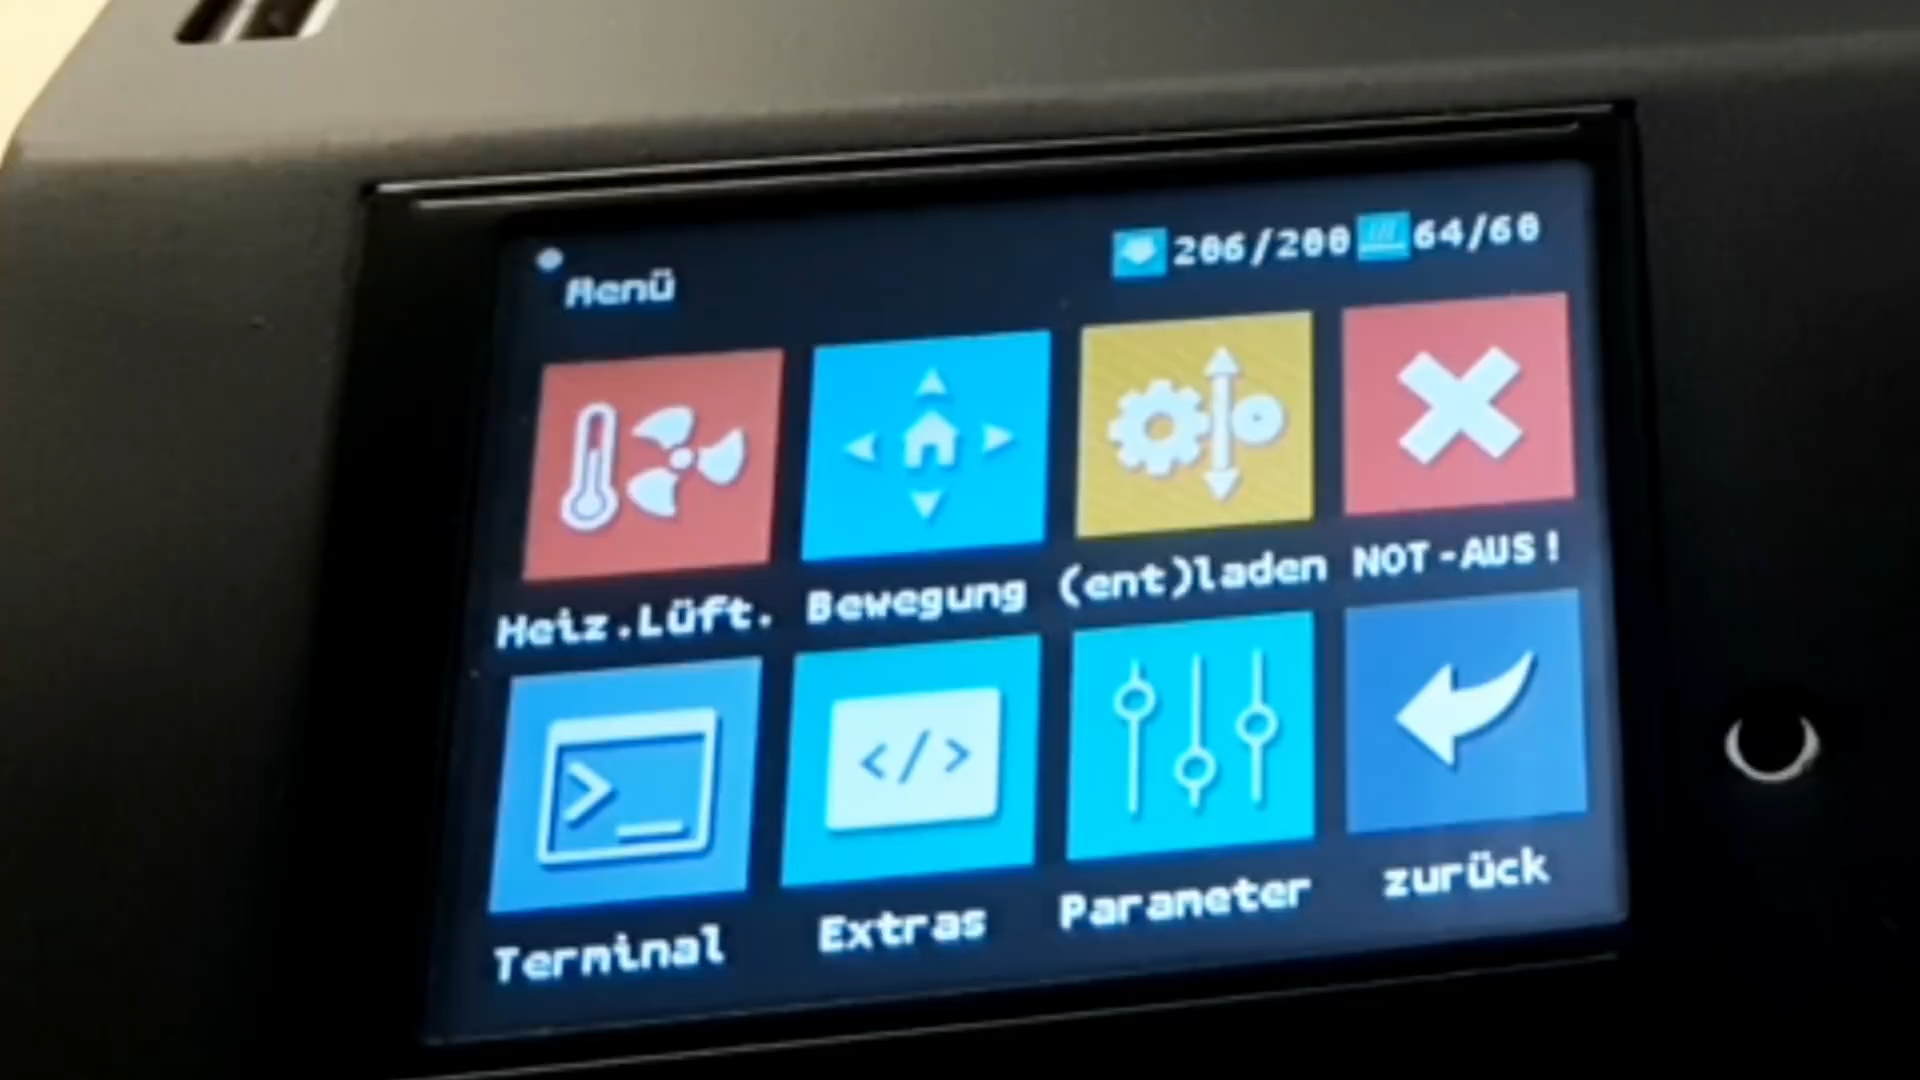 Menü
206/200 64/60
Heiz.Lüft. Bewegung (ent)laden NOT-AUS!
Terminal Extras Parameter zurück